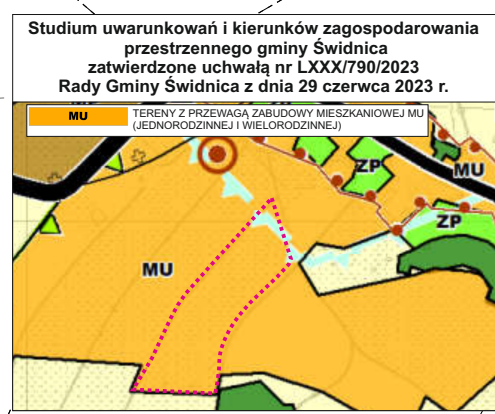 Studium uwarunkowań i kierunków zagospodarowania
przestrzennego gminy Świdnica
zatwierdzone uchwałą nr LXXX/790/2023
Rady Gminy Świdnica z dnia 29 czerwca 2023 r.
MU TERENY Z PRZEWAGĄ ZABUDOWY MIESZKANIOWEJ MU
(JEDNORODZINNEJ I WIELORODZINNEJ)
ZP
MU
ZP
MU